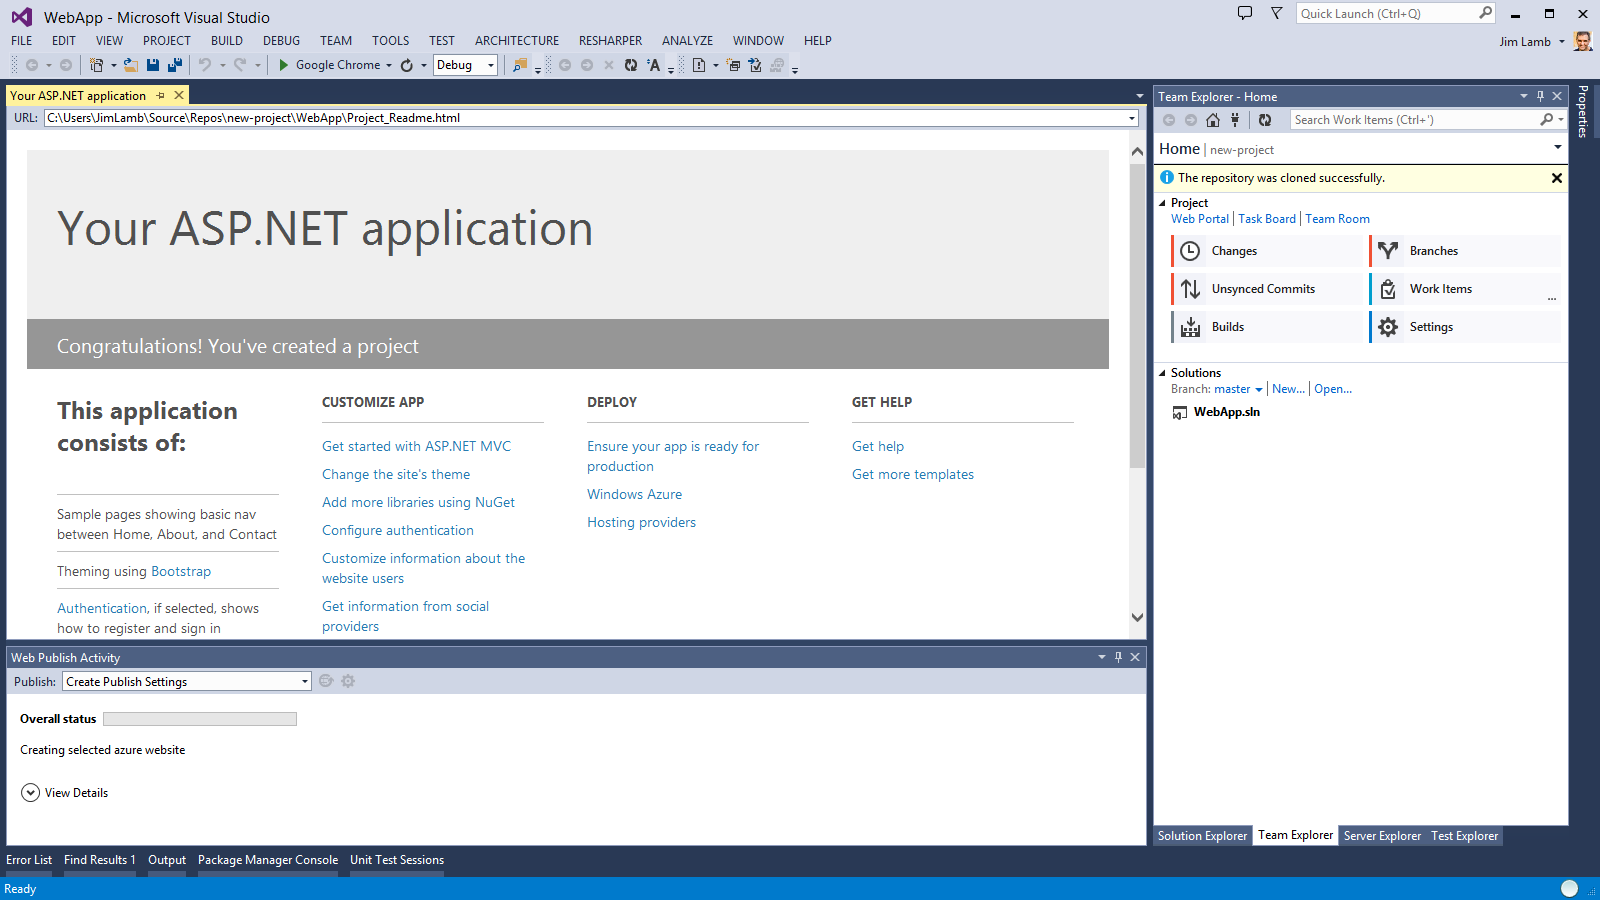 WebApp - Microsoft Visual Studio
Quick Launch (Ctrl+Q)
FILE EDIT VIEW PROJECT BUILD DEBUG TEAM TOOLS TEST ARCHITECTURE RESHARPER ANALYZE WINDOW HELP
Jim Lamb
Google Chrome
Debug
Your ASP.NET application
URL: C:\Users\JimLamb\Source\Repos\new-project\WebApp\Project_Readme.html
Your ASP.NET application
Congratulations! You've created a project
This application
consists of:
Sample pages showing basic nav
between Home, About, and Contact
Theming using Bootstrap
Authentication, if selected, shows
how to register and sign in
CUSTOMIZE APP
Get started with ASP.NET MVC
Change the site's theme
Add more libraries using NuGet
Configure authentication
Customize information about the
website users
Get information from social
providers
DEPLOY
Ensure your app is ready for
production
Windows Azure
Hosting providers
GET HELP
Get help
Get more templates
Web Publish Activity
Publish: Create Publish Settings
Overall status
Creating selected azure website
View Details
Team Explorer - Home
Search Work Items (Ctrl+')
Home | new-project
The repository was cloned successfully.
Project
Web Portal | Task Board | Team Room
Changes
Branches
Unsynced Commits
Work Items
...
Builds
Settings
Solutions
Branch: master | New... | Open...
WebApp.sln
Properties
Solution Explorer Team Explorer Server Explorer Test Explorer
Error List Find Results 1 Output Package Manager Console Unit Test Sessions
Ready